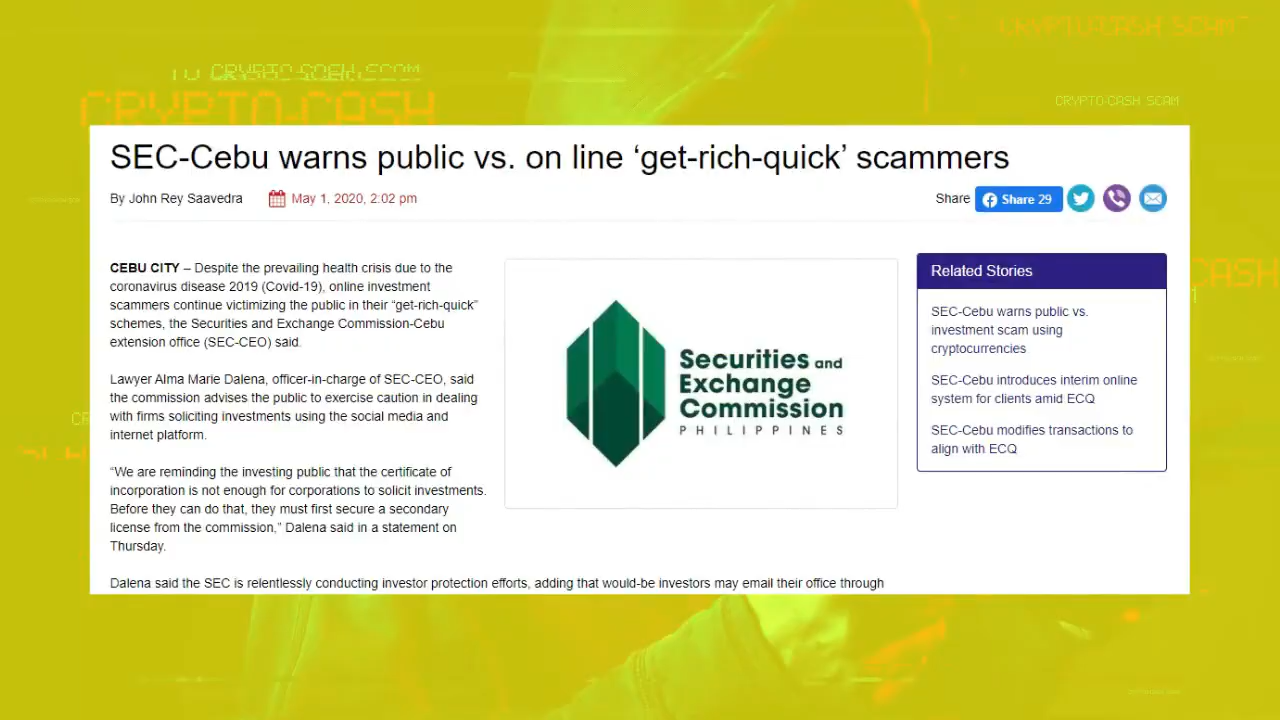 TO CRYPTO-CASH SCAM
CRYPTO-CASH SCAM
CRYPTO-CASH
CRYPTO-CASH SCAM
SEC-Cebu warns public vs. on line ‘get-rich-quick’ scammers
By John Rey Saavedra
May 1, 2020, 2:02 pm
Share
Share 29
CEBU CITY – Despite the prevailing health crisis due to the
coronavirus disease 2019 (Covid-19), online investment
scammers continue victimizing the public in their “get-rich-quick”
schemes, the Securities and Exchange Commission-Cebu
extension office (SEC-CEO) said.
Lawyer Alma Marie Dalena, officer-in-charge of SEC-CEO, said
the commission advises the public to exercise caution in dealing
with firms soliciting investments using the social media and
internet platform.
“We are reminding the investing public that the certificate of
incorporation is not enough for corporations to solicit investments.
Before they can do that, they must first secure a secondary
license from the commission,” Dalena said in a statement on
Thursday.
Dalena said the SEC is relentlessly conducting investor protection efforts, adding that would-be investors may email their office through
Securities and
Exchange
Commission
PHILIPPINES
Related Stories
SEC-Cebu warns public vs.
investment scam using
cryptocurrencies
SEC-Cebu introduces interim online
system for clients amid ECQ
SEC-Cebu modifies transactions to
align with ECQ
CASH